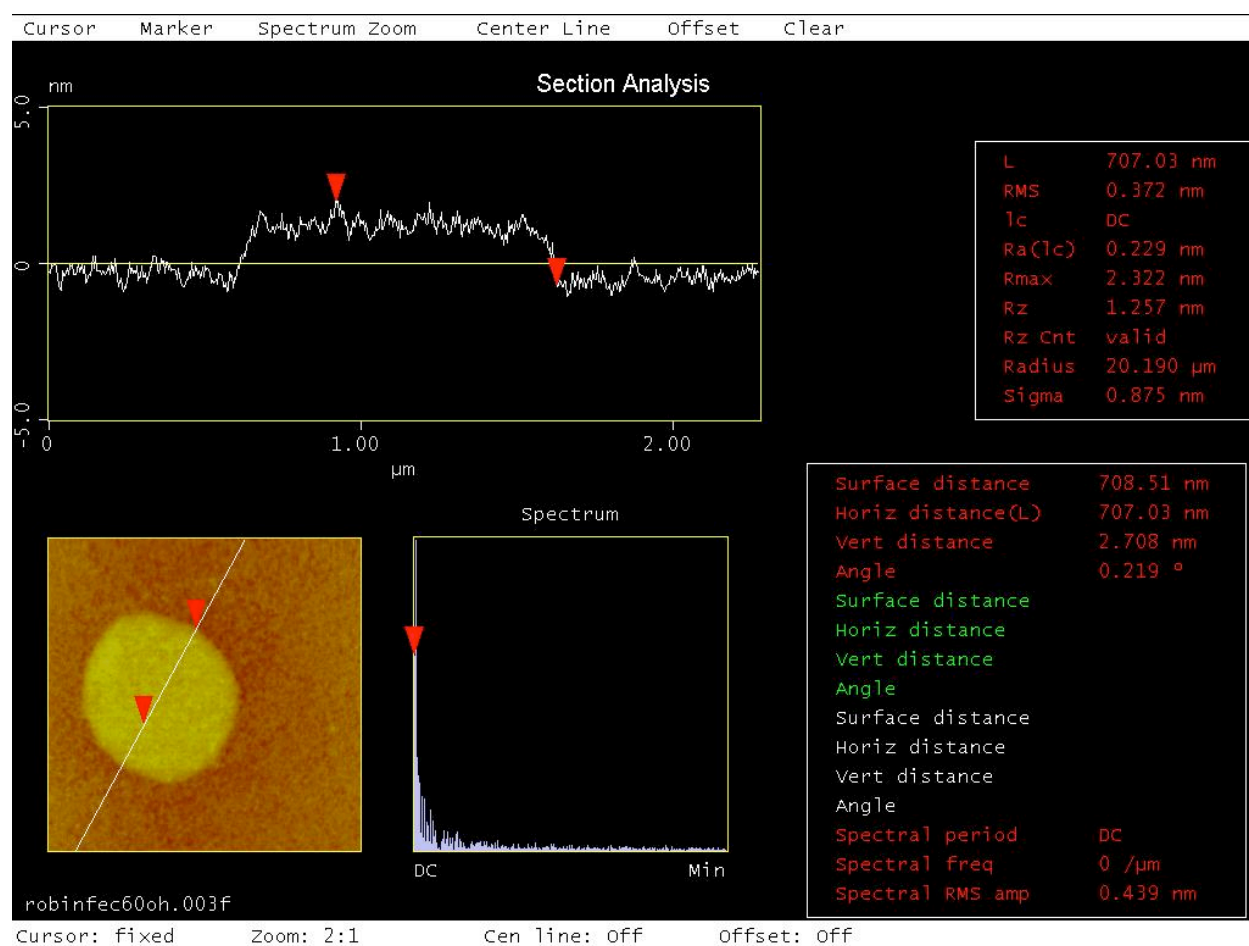 Cursor Marker Spectrum Zoom Center Line Offset Clear
Section Analysis
nm
5.0
0
-5.0
0 1.00 2.00
µm
L 707.03 nm
RMS 0.372 nm
lc DC
Ra(lc) 0.229 nm
Rmax 2.322 nm
Rz 1.257 nm
Rz Cnt valid
Radius 20.190 µm
Sigma 0.875 nm
Spectrum
DC Min
Surface distance 708.51 nm
Horiz distance(L) 707.03 nm
Vert distance 2.708 nm
Angle 0.219 °
Surface distance
Horiz distance
Vert distance
Angle
Surface distance
Horiz distance
Vert distance
Angle
Spectral period DC
Spectral freq 0 /µm
Spectral RMS amp 0.439 nm
robinfec60oh.003f
Cursor: fixed Zoom: 2:1 Cen line: Off Offset: Off